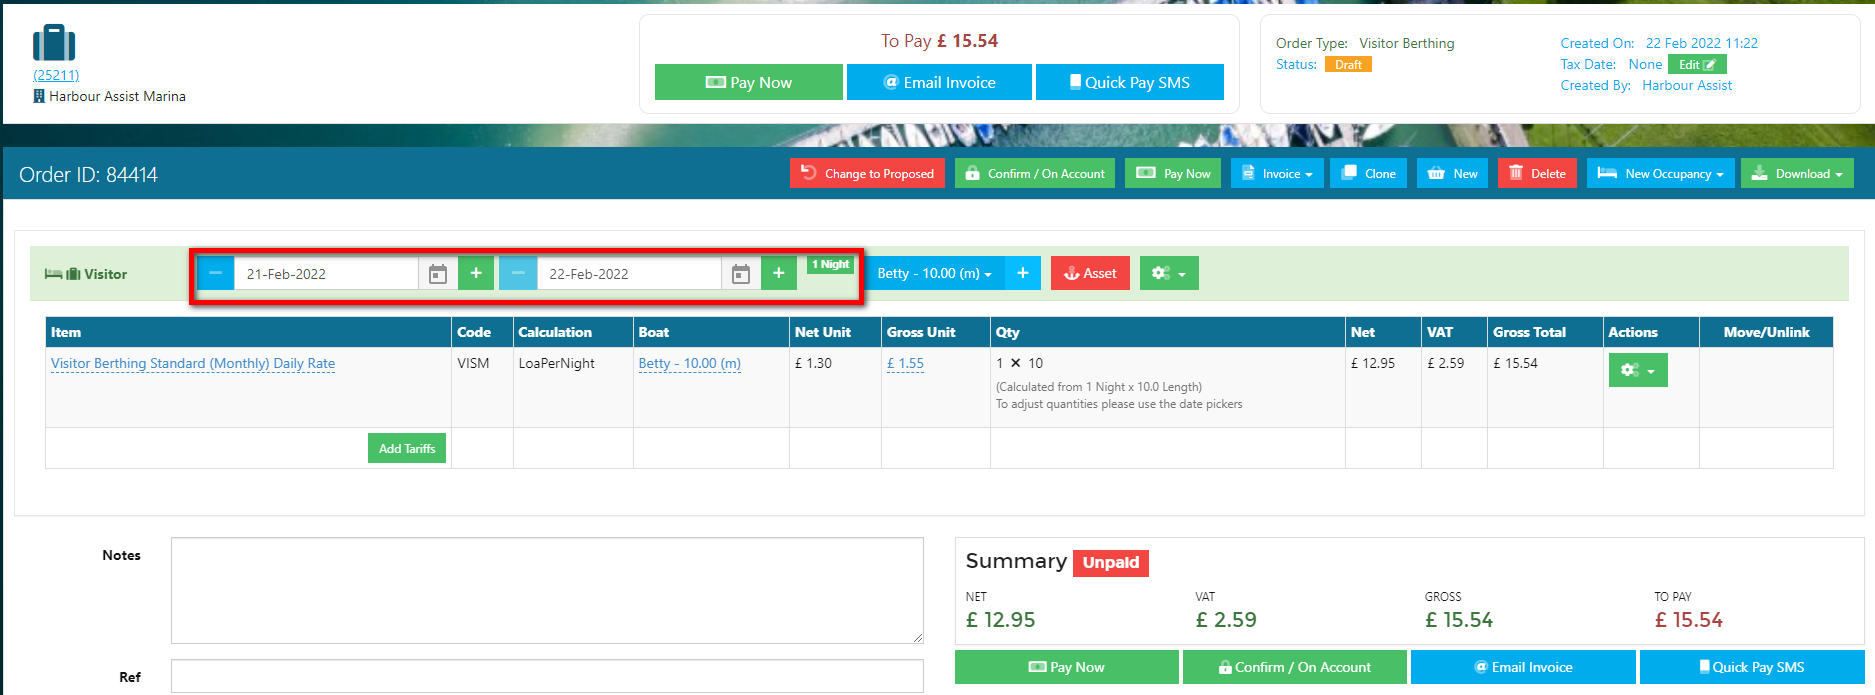 (25211)
Harbour Assist Marina
To Pay £ 15.54
Pay Now
Email Invoice
Quick Pay SMS
Order Type: Visitor Berthing
Status: Draft
Created On: 22 Feb 2022 11:22
Tax Date: None Edit
Created By: Harbour Assist
Order ID: 84414
Change to Proposed
Confirm / On Account
Pay Now
Invoice
Clone
New
Delete
New Occupancy
Download
Visitor
21-Feb-2022
+
22-Feb-2022
+
1 Night
Betty - 10.00 (m)
+
Asset
Item Code Calculation Boat Net Unit Gross Unit Qty Net VAT Gross Total Actions Move/Unlink
Visitor Berthing Standard (Monthly) Daily Rate VISM LoaPerNight Betty - 10.00 (m) £ 1.30 £ 1.55 1 × 10 £ 12.95 £ 2.59 £ 15.54
(Calculated from 1 Night x 10.0 Length)
To adjust quantities please use the date pickers
Add Tariffs
Notes
Ref
Summary Unpaid
NET VAT GROSS TO PAY
£ 12.95 £ 2.59 £ 15.54 £ 15.54
Pay Now
Confirm / On Account
Email Invoice
Quick Pay SMS